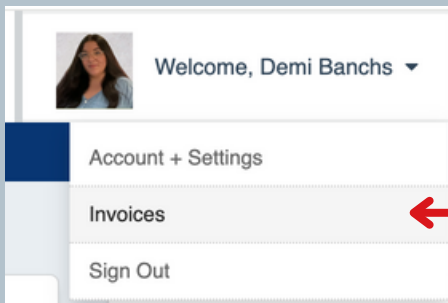 Welcome, Demi Banchs
Account + Settings
Invoices
Sign Out